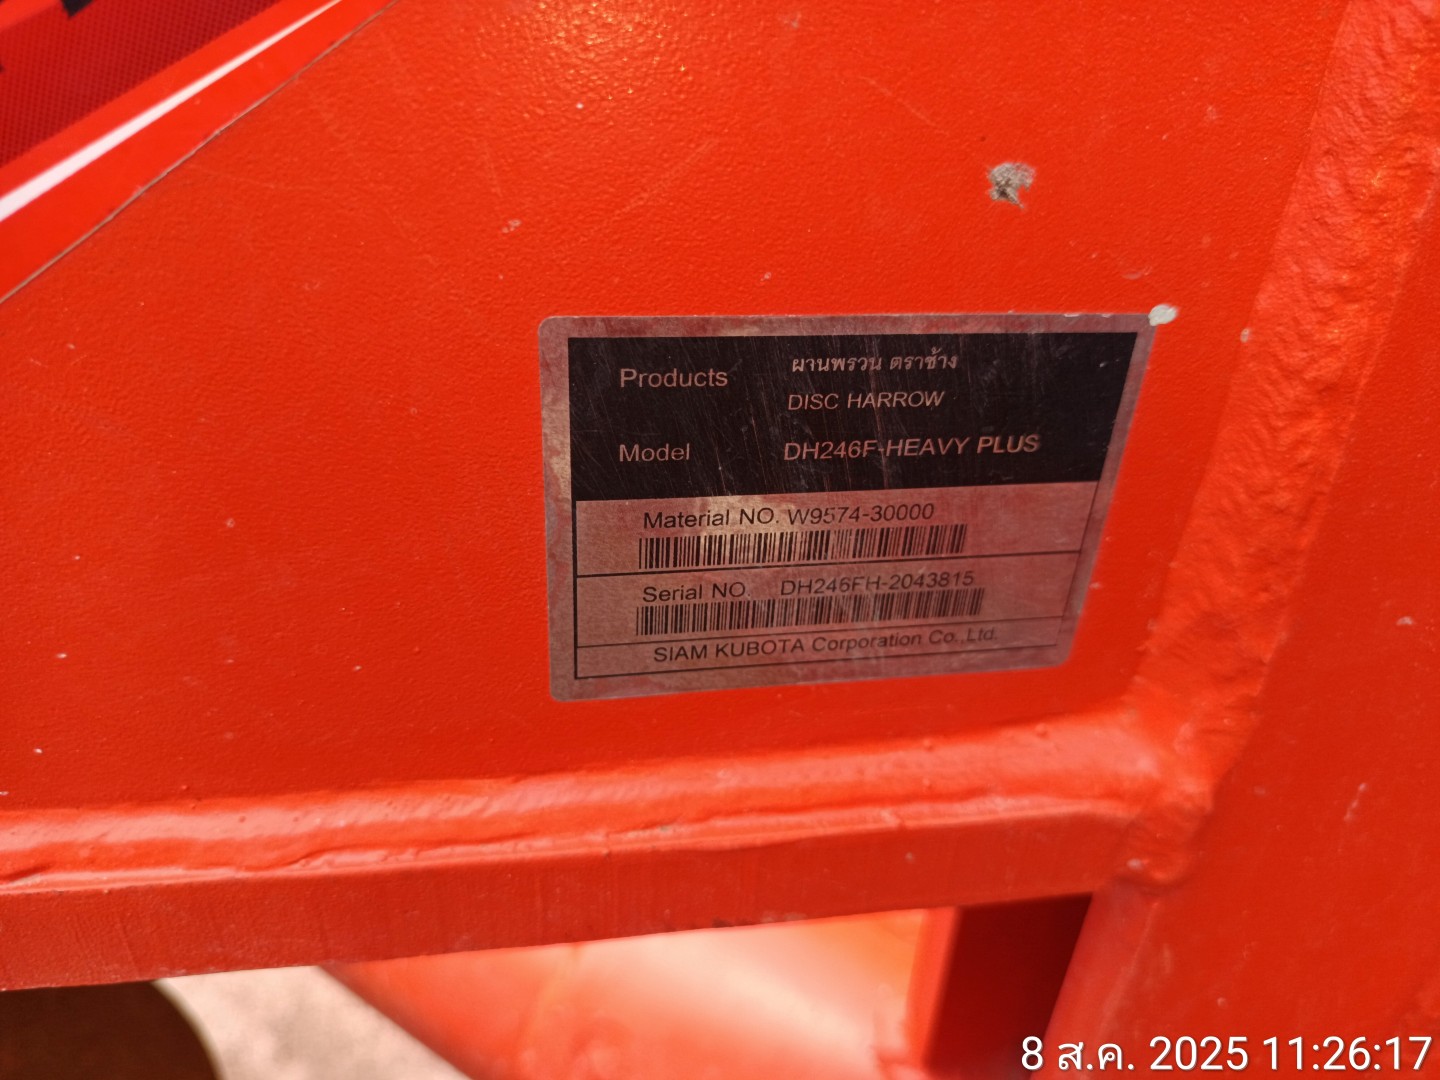 Products ผานพรวน ตราช้าง
DISC HARROW
Model DH246F-HEAVY PLUS
Material NO. W9574-30000
Serial NO. DH246FH-2043815
SIAM KUBOTA Corporation Co.,Ltd.
8 ส.ค. 2025 11:26:17